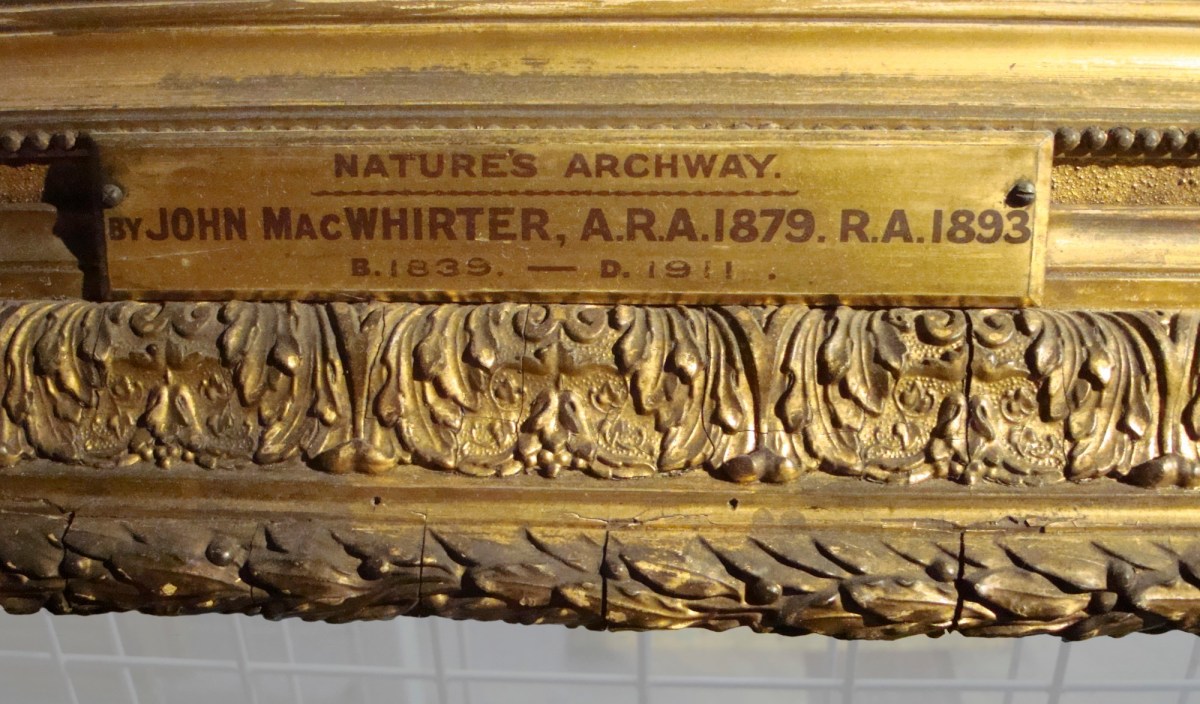 NATURE'S ARCHWAY.
BY JOHN MACWHIRTER, A.R.A. 1879. R.A. 1893
B. 1839. — D. 1911.